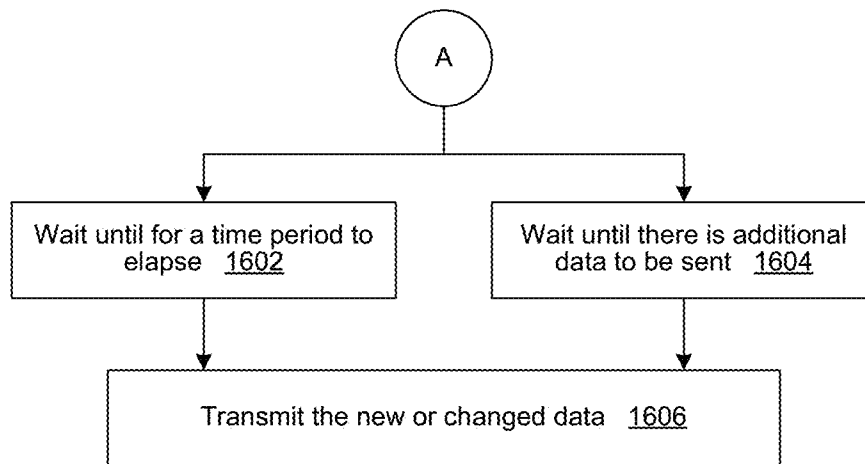 A
Wait until for a time period to
elapse 1602
Wait until there is additional
data to be sent 1604
Transmit the new or changed data 1606